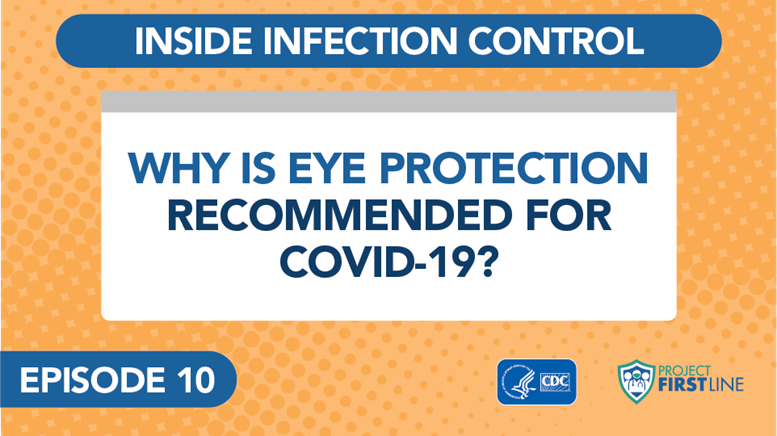 INSIDE INFECTION CONTROL
WHY IS EYE PROTECTION
RECOMMENDED FOR
COVID-19?
EPISODE 10
CDC
PROJECT
FIRSTLINE